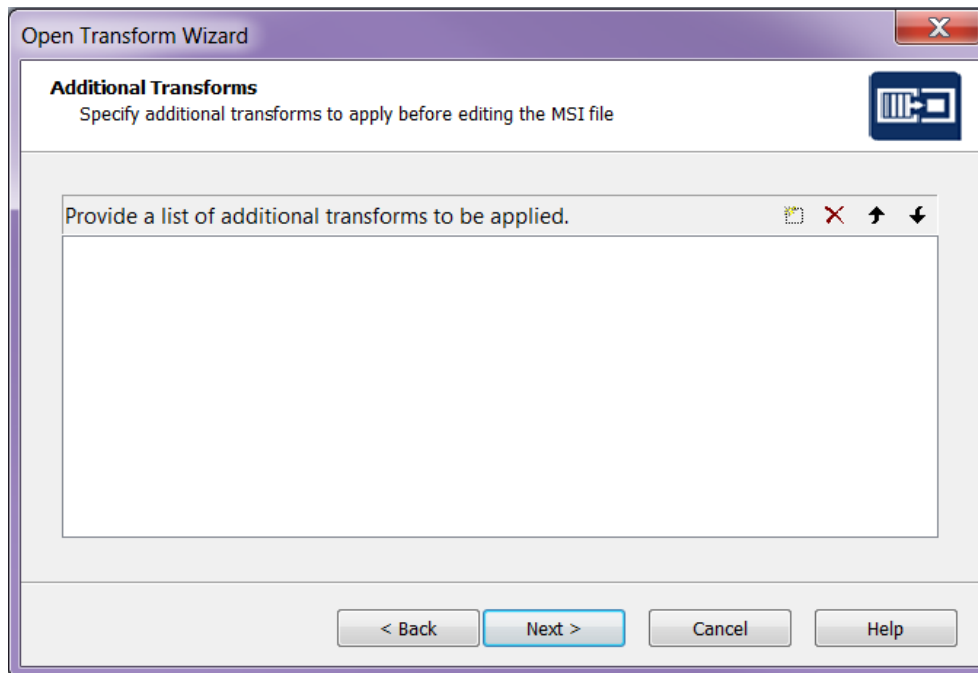 Open Transform Wizard
Additional Transforms
Specify additional transforms to apply before editing the MSI file
Provide a list of additional transforms to be applied.
< Back Next > Cancel Help